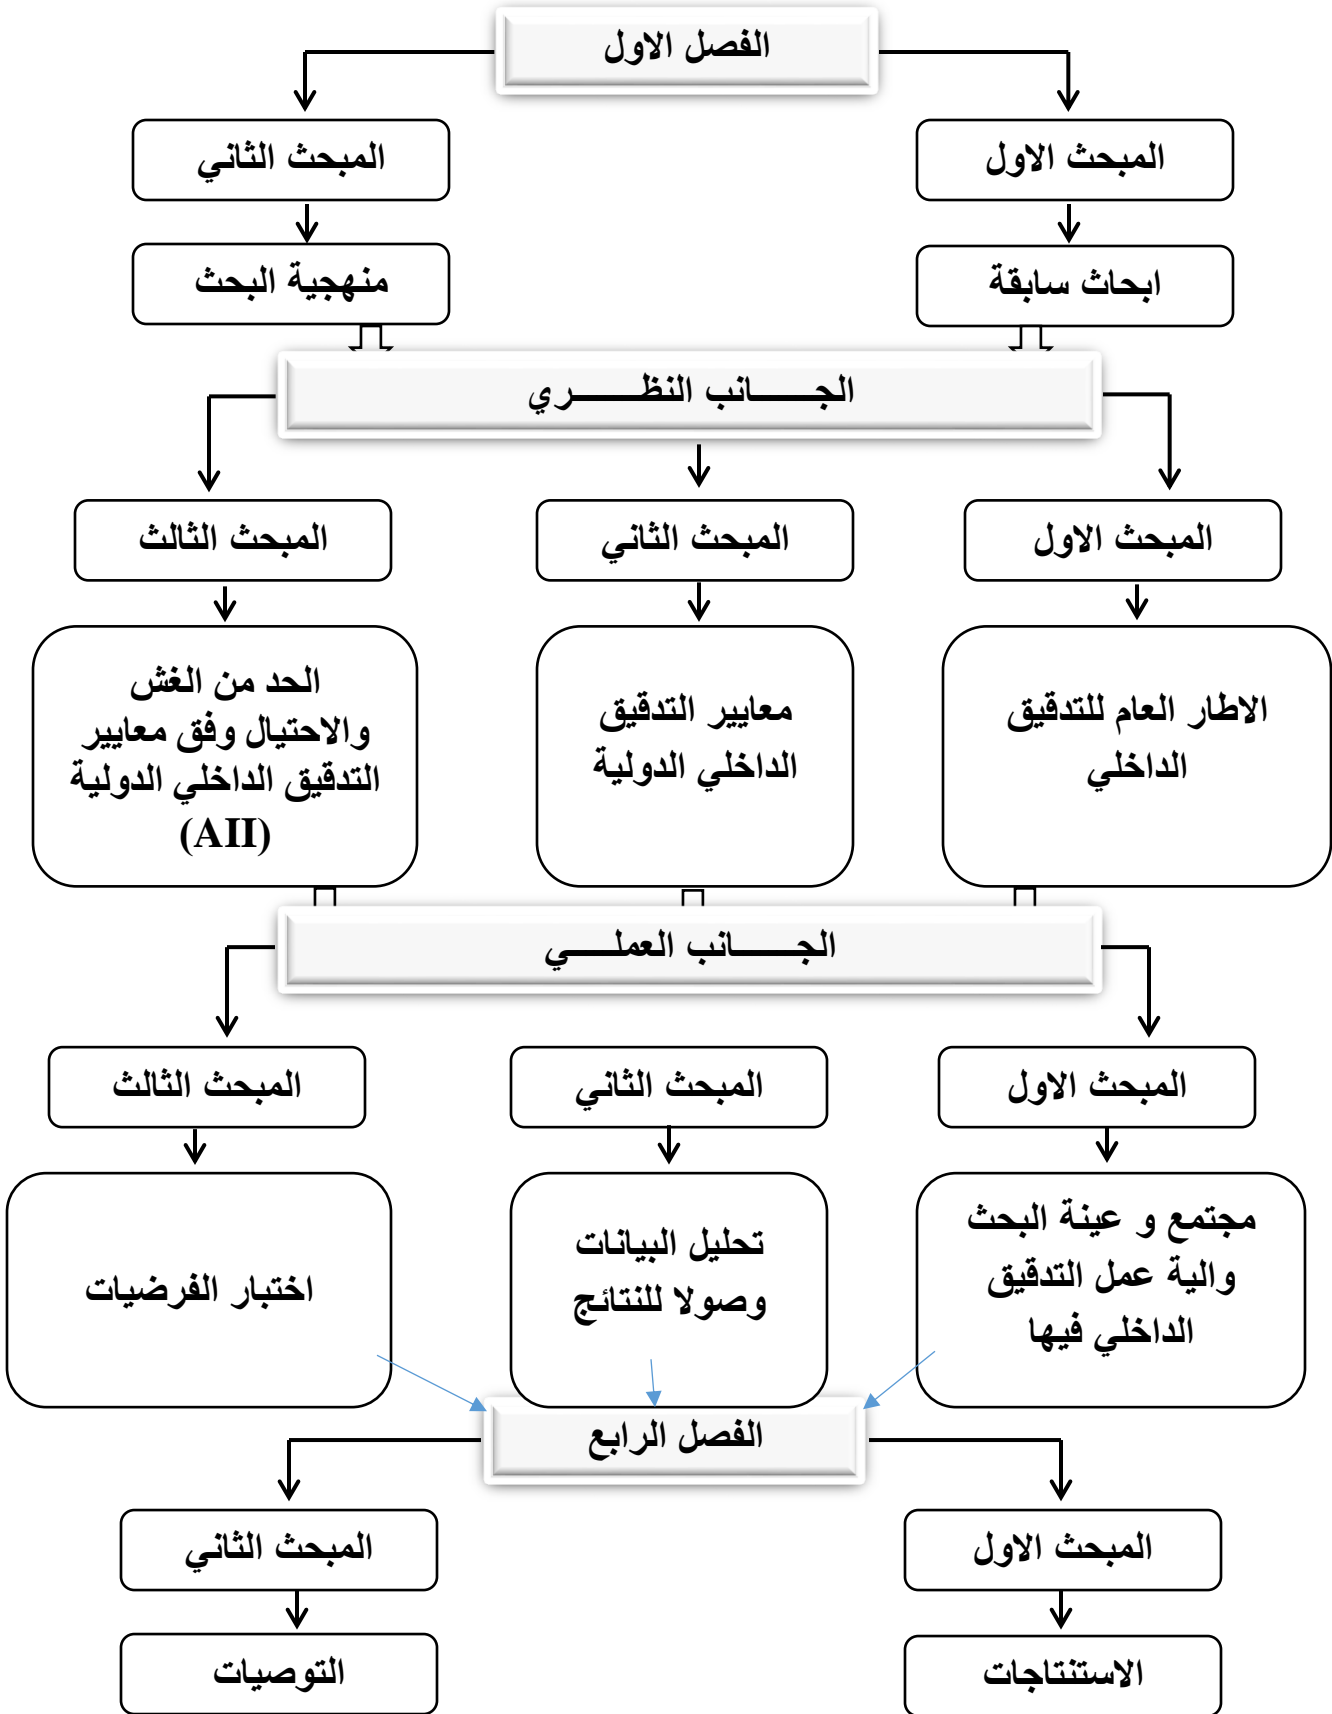 الفصل الاول
المبحث الاول
المبحث الثاني
ابحاث سابقة
منهجية البحث
الجـــــــانب النظـــــــري
المبحث الاول
المبحث الثاني
المبحث الثالث
الاطار العام للتدقيق
الداخلي
معايير التدقيق
الداخلي الدولية
الحد من الغش
والاحتيال وفق معايير
التدقيق الداخلي الدولية
(AII)
الجـــــــانب العملـــــي
المبحث الاول
المبحث الثاني
المبحث الثالث
مجتمع و عينة البحث
والية عمل التدقيق
الداخلي فيها
تحليل البيانات
وصولا للنتائج
اختبار الفرضيات
الفصل الرابع
المبحث الاول
المبحث الثاني
الاستنتاجات
التوصيات